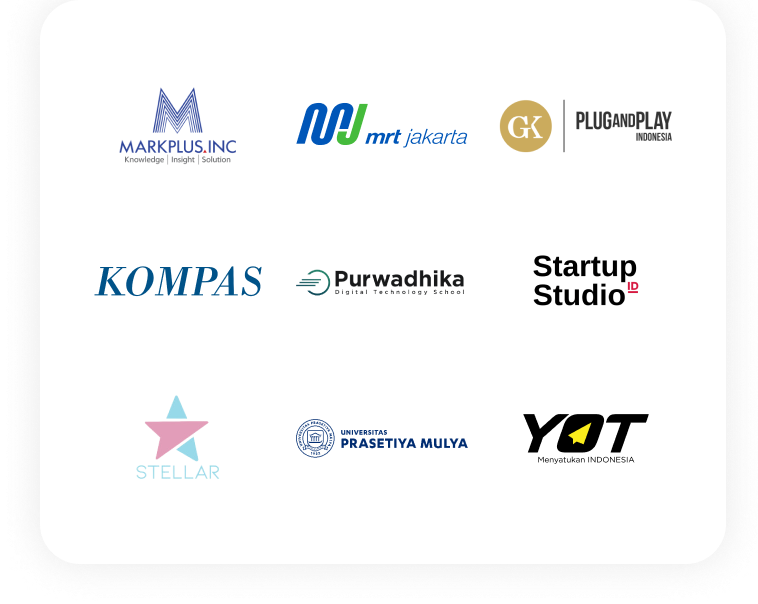 MARKPLUS.INC
Knowledge | Insight | Solution
mrt jakarta
GK
PLUGANDPLAY
INDONESIA
KOMPAS
Purwadhika
Digital Technology School
Startup
Studio ID
STELLAR
UNIVERSITAS
PRASETIYA MULYA
YOT
Menyatukan INDONESIA